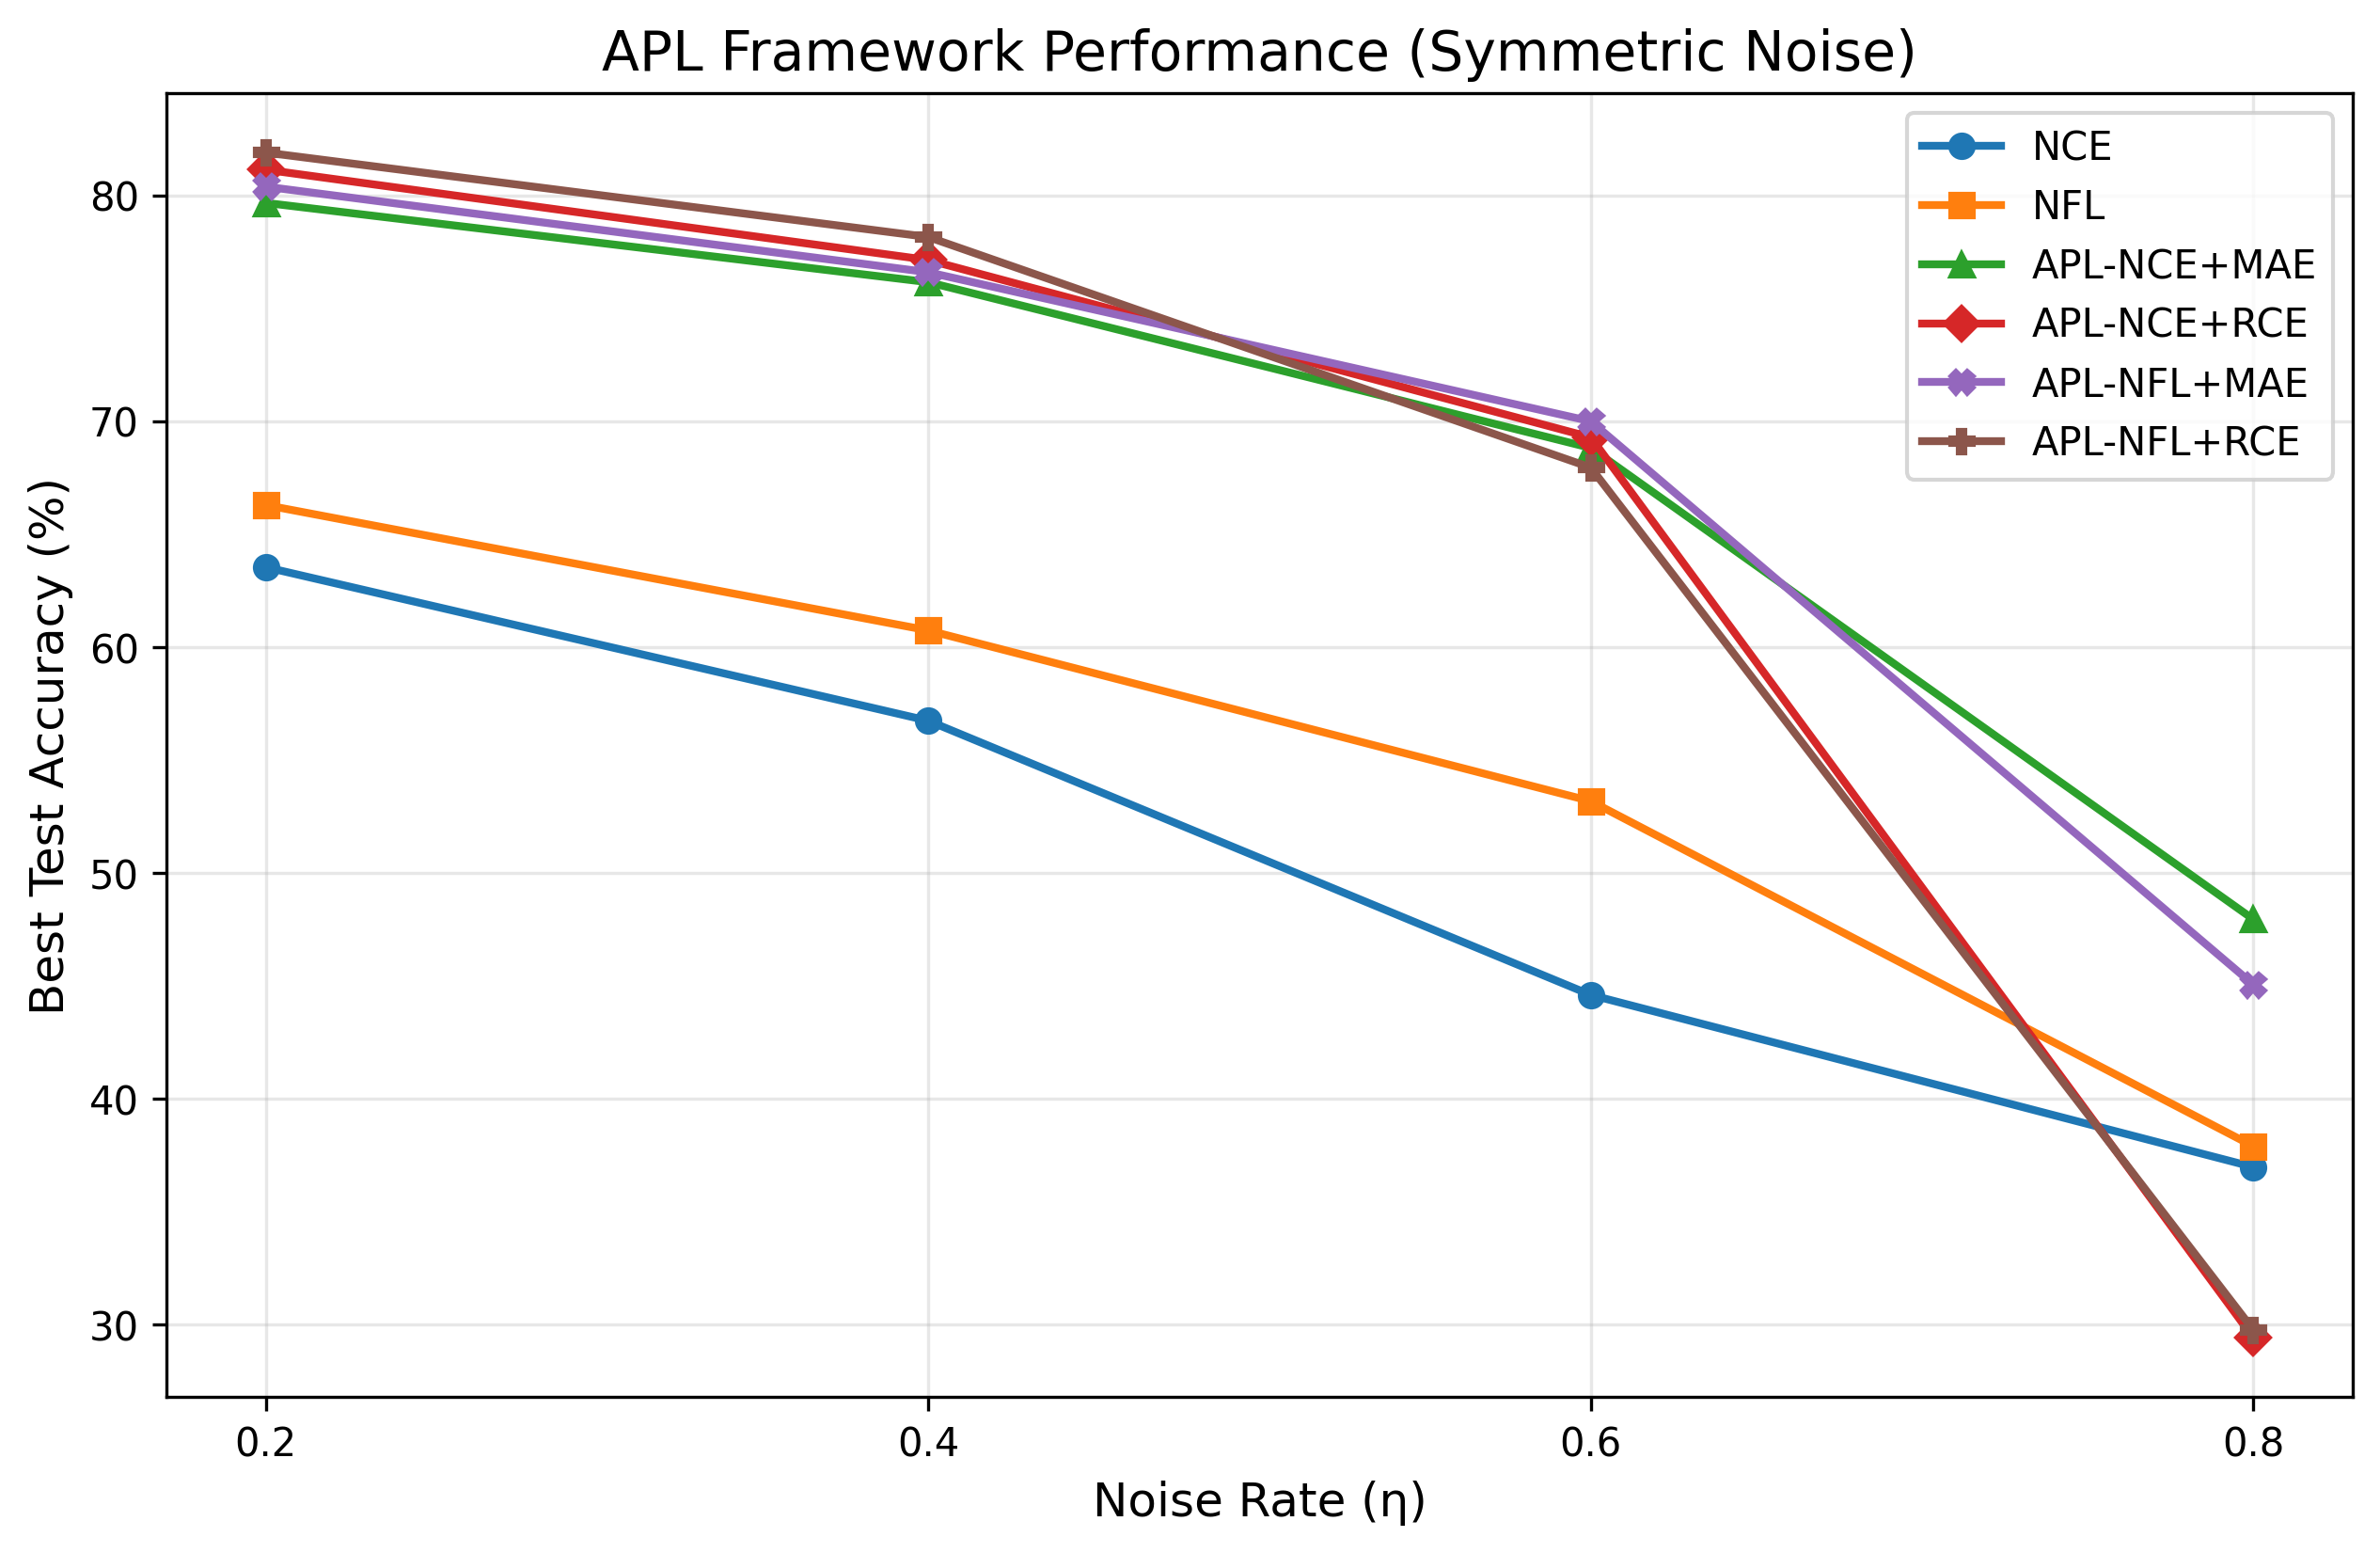 APL Framework Performance (Symmetric Noise)
NCE
NFL
APL-NCE+MAE
APL-NCE+RCE
APL-NFL+MAE
APL-NFL+RCE
Best Test Accuracy (%)
80
70
60
50
40
30
0.2
0.4
0.6
0.8
Noise Rate (η)